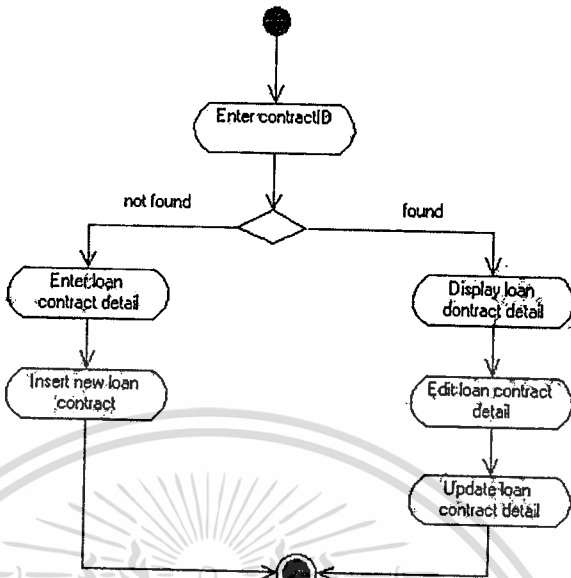 Enter contractID
not found
found
Enter loan
contract detail
Display loan
dontract detail
Insert new loan
contract
Edit loan contract
detail
Update loan
contract detail